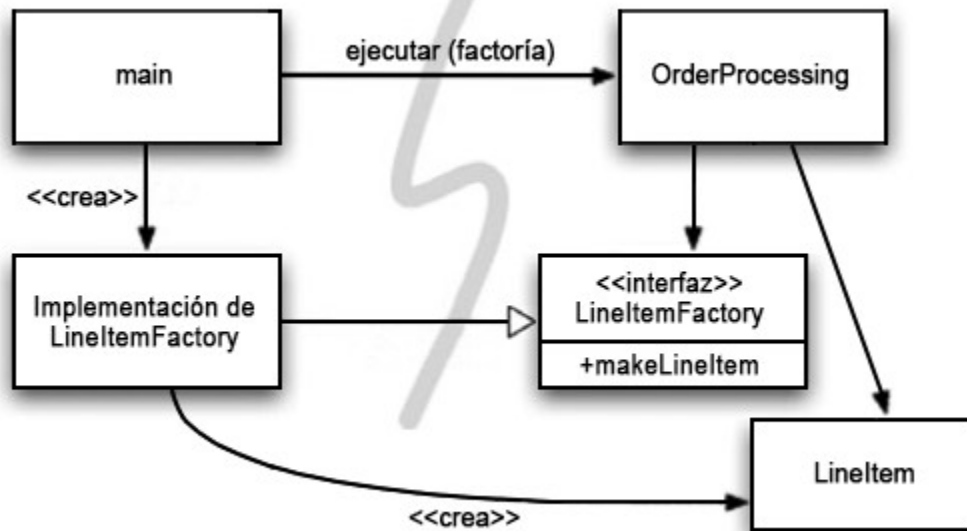 main
ejecutar (factoría)
OrderProcessing
<<crea>>
Implementación de
LineItemFactory
<<interfaz>>
LineItemFactory
+makeLineItem
LineItem
<<crea>>